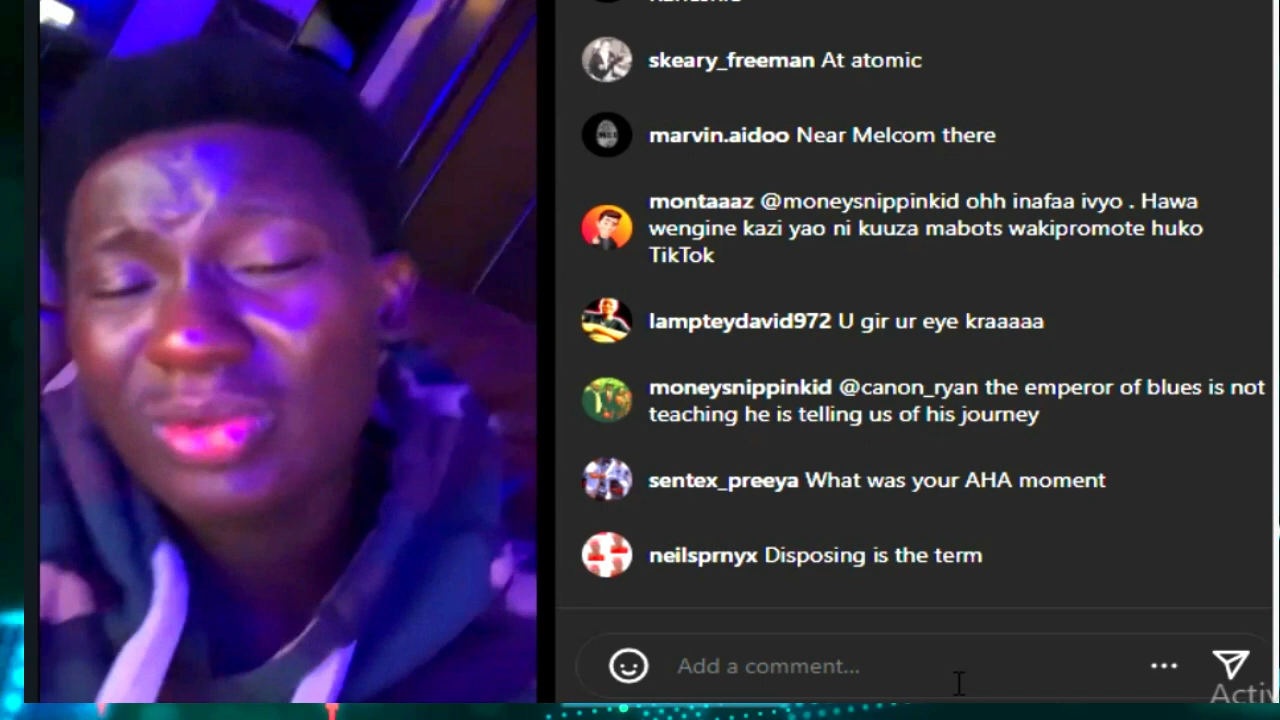 skeary_freeman At atomic
marvin.aidoo Near Melcom there
montaaaz @moneysnippinkid ohh inafaa ivyo . Hawa
wengine kazi yao ni kuuza mabots wakipromote huko
TikTok
lampteydavid972 U gir ur eye kraaaaa
moneysnippinkid @canon_ryan the emperor of blues is not
teaching he is telling us of his journey
sentex_preeya What was your AHA moment
neilsprnyx Disposing is the term
Add a comment...
Activ